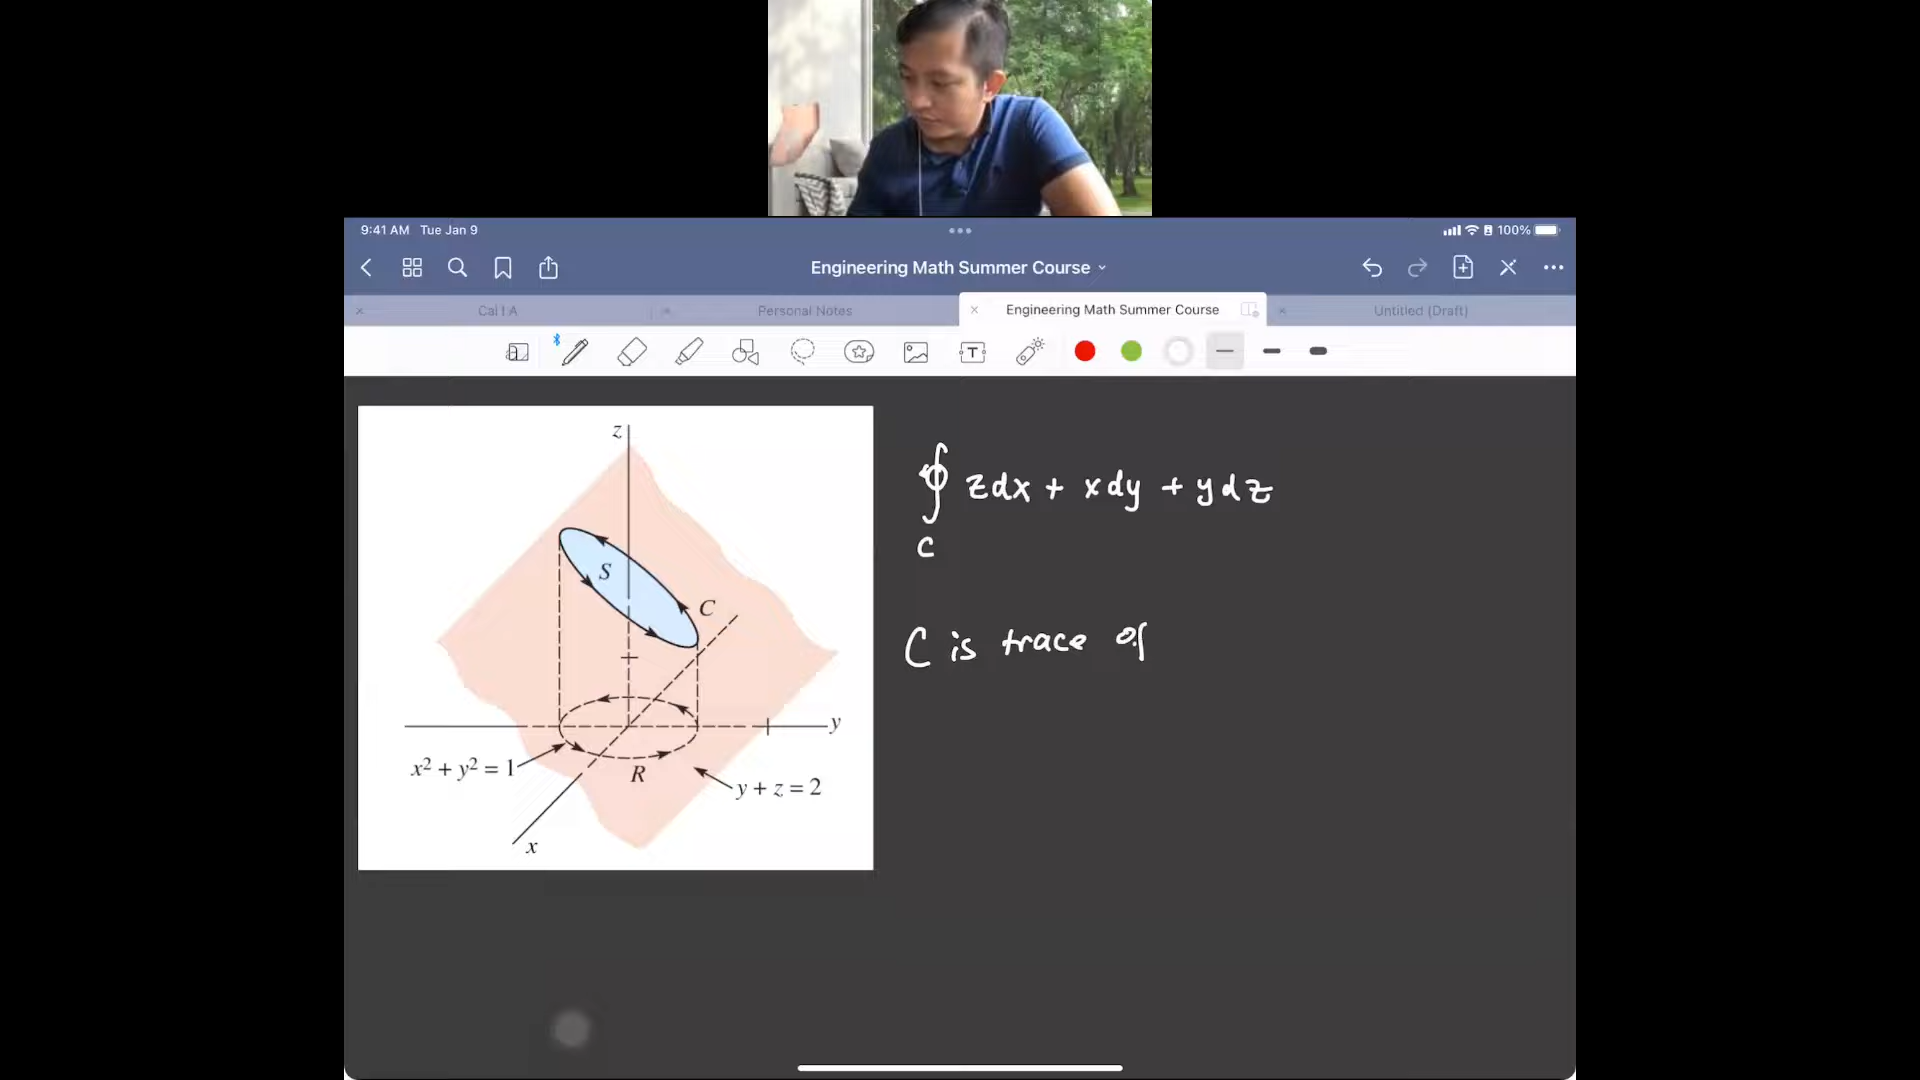 9:41 AM Tue Jan 9
100%
Engineering Math Summer Course
Cal I A
Personal Notes
Engineering Math Summer Course
Untitled (Draft)
T
z
S
C
y
x² + y² = 1
R
y + z = 2
x
∮ zdx + xdy + ydz
C
C is trace of